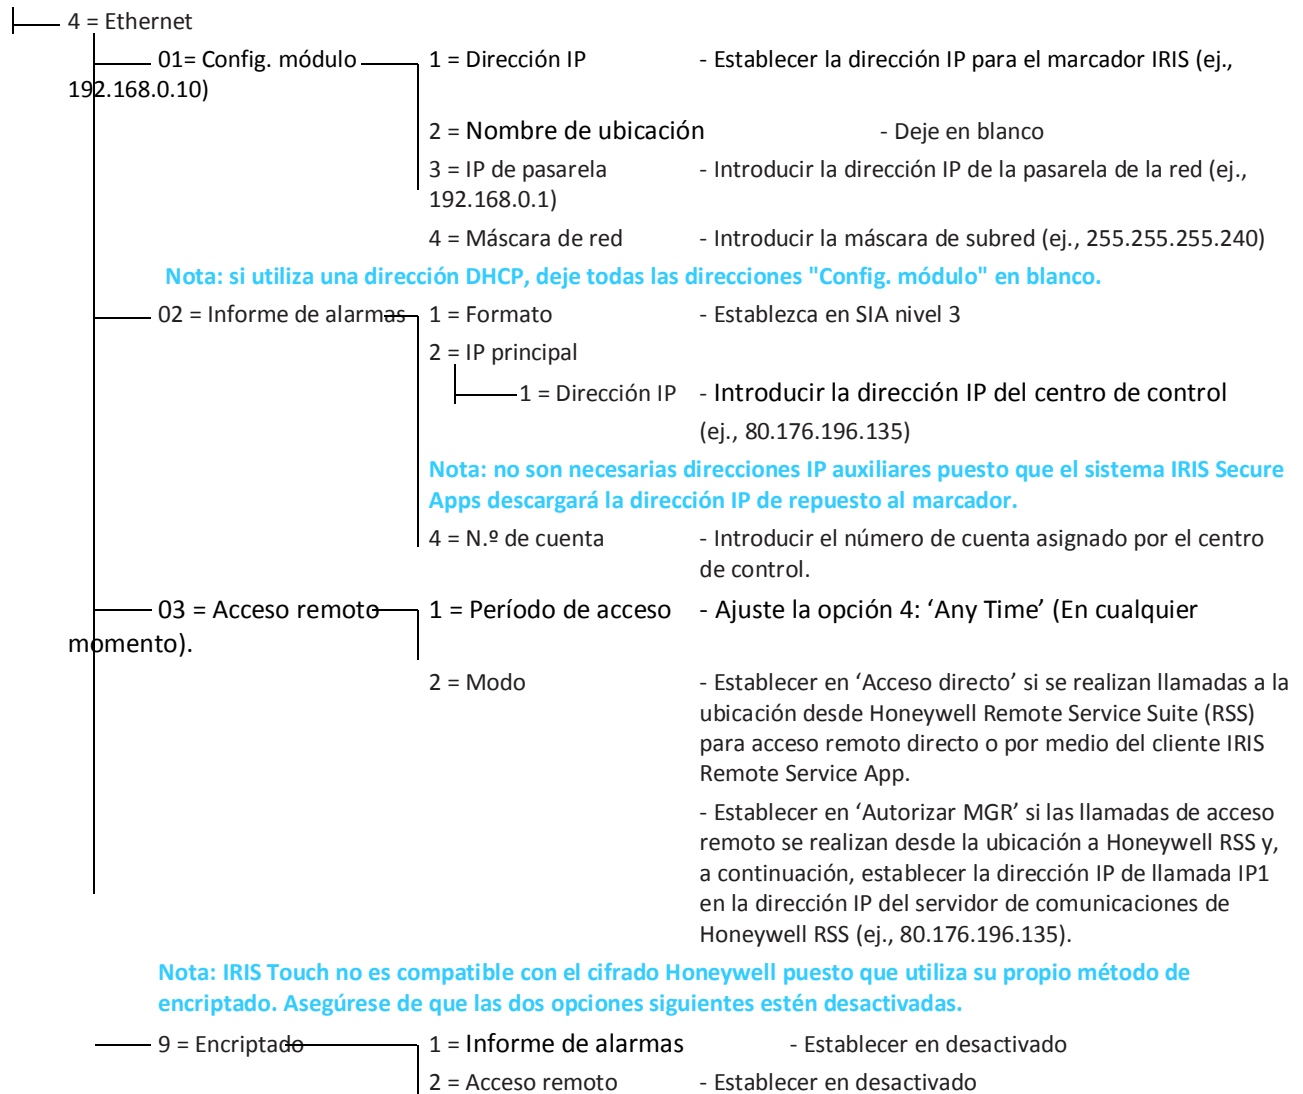 4 = Ethernet
01= Config. módulo 1 = Dirección IP - Establecer la dirección IP para el marcador IRIS (ej.,
192.168.0.10)
2 = Nombre de ubicación - Deje en blanco
3 = IP de pasarela - Introducir la dirección IP de la pasarela de la red (ej.,
192.168.0.1)
4 = Máscara de red - Introducir la máscara de subred (ej., 255.255.255.240)
Nota: si utiliza una dirección DHCP, deje todas las direcciones "Config. módulo" en blanco.
02 = Informe de alarmas 1 = Formato - Establezca en SIA nivel 3
2 = IP principal
1 = Dirección IP - Introducir la dirección IP del centro de control
(ej., 80.176.196.135)
Nota: no son necesarias direcciones IP auxiliares puesto que el sistema IRIS Secure
Apps descargará la dirección IP de repuesto al marcador.
4 = N.º de cuenta - Introducir el número de cuenta asignado por el centro
de control.
03 = Acceso remoto 1 = Período de acceso - Ajuste la opción 4: ‘Any Time’ (En cualquier
momento).
2 = Modo - Establecer en ‘Acceso directo’ si se realizan llamadas a la
ubicación desde Honeywell Remote Service Suite (RSS)
para acceso remoto directo o por medio del cliente IRIS
Remote Service App.
- Establecer en ‘Autorizar MGR’ si las llamadas de acceso
remoto se realizan desde la ubicación a Honeywell RSS y,
a continuación, establecer la dirección IP de llamada IP1
en la dirección IP del servidor de comunicaciones de
Honeywell RSS (ej., 80.176.196.135).
Nota: IRIS Touch no es compatible con el cifrado Honeywell puesto que utiliza su propio método de
encriptado. Asegúrese de que las dos opciones siguientes estén desactivadas.
9 = Encriptado 1 = Informe de alarmas - Establecer en desactivado
2 = Acceso remoto - Establecer en desactivado